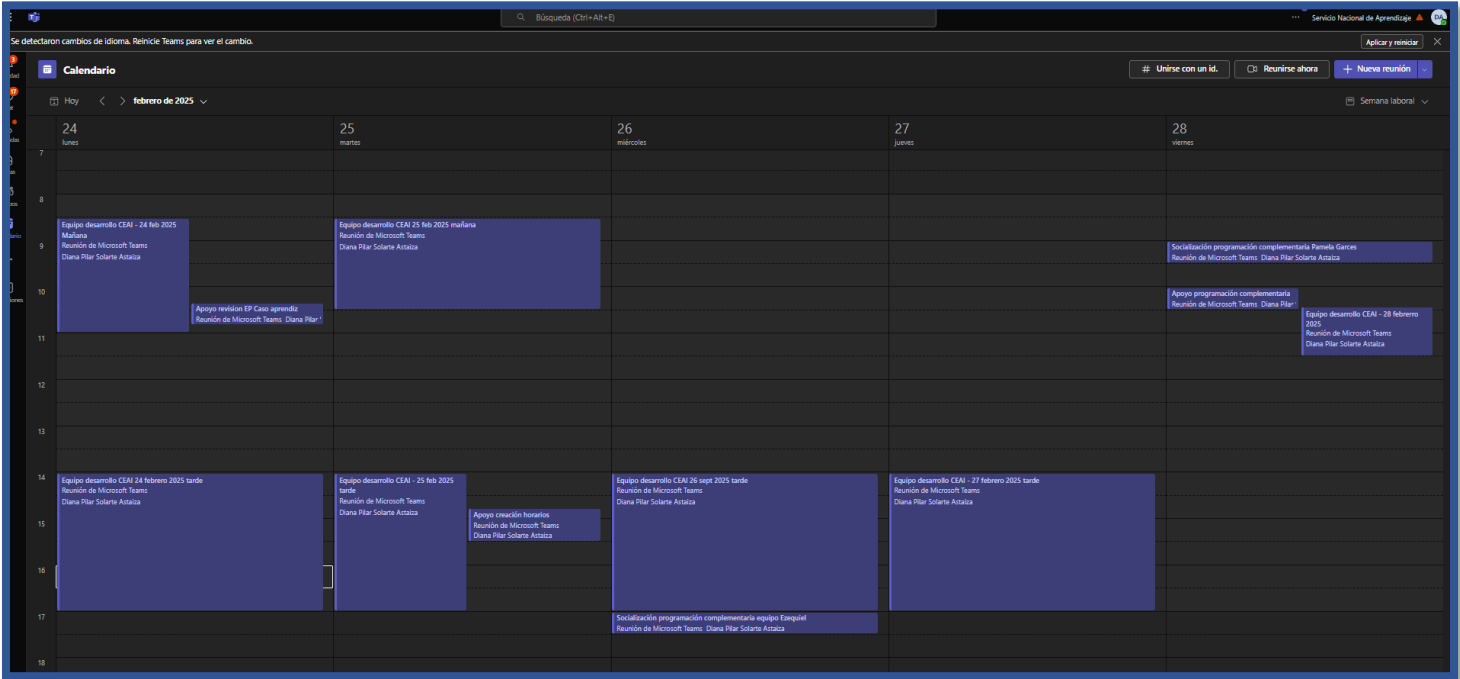 Búsqueda (Ctrl+Alt+E)
Servicio Nacional de Aprendizaje
DA
Se detectaron cambios de idioma. Reinicie Teams para ver el cambio.
Aplicar y reiniciar
Calendario
# Unirse con un id.
Reunirse ahora
Nueva reunión
Hoy
febrero de 2025
Semana laboral
24
lunes
25
martes
26
miércoles
27
jueves
28
viernes
7
8
Equipo desarrollo CEAI - 24 feb 2025
Mañana
Reunión de Microsoft Teams
Diana Pilar Solarte Astaiza
Equipo desarrollo CEAI 25 feb 2025 mañana
Reunión de Microsoft Teams
Diana Pilar Solarte Astaiza
9
Socialización programación complementaria Pamela Garces
Reunión de Microsoft Teams Diana Pilar Solarte Astaiza
10
Apoyo revision EP Caso aprendiz
Reunión de Microsoft Teams Diana Pilar
Apoyo programación complementaria
Reunión de Microsoft Teams Diana Pilar
Equipo desarrollo CEAI - 28 febrerro
2025
Reunión de Microsoft Teams
Diana Pilar Solarte Astaiza
11
12
13
14
Equipo desarrollo CEAI 24 febrero 2025 tarde
Reunión de Microsoft Teams
Diana Pilar Solarte Astaiza
Equipo desarrollo CEAI - 25 feb 2025
tarde
Reunión de Microsoft Teams
Diana Pilar Solarte Astaiza
Equipo desarrollo CEAI 26 sept 2025 tarde
Reunión de Microsoft Teams
Diana Pilar Solarte Astaiza
Equipo desarrollo CEAI - 27 febrero 2025 tarde
Reunión de Microsoft Teams
Diana Pilar Solarte Astaiza
15
Apoyo creación horarios
Reunión de Microsoft Teams
Diana Pilar Solarte Astaiza
16
17
Socialización programación complementaria equipo Ezequiel
Reunión de Microsoft Teams Diana Pilar Solarte Astaiza
18